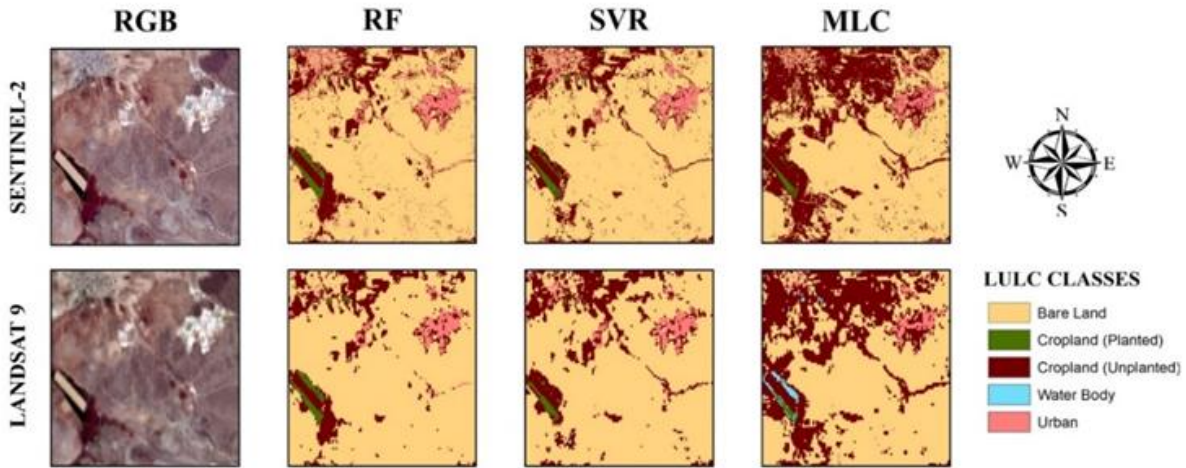 RGB RF SVR MLC
SENTINEL-2
N
W E
S
LANDSAT 9
LULC CLASSES
Bare Land
Cropland (Planted)
Cropland (Unplanted)
Water Body
Urban